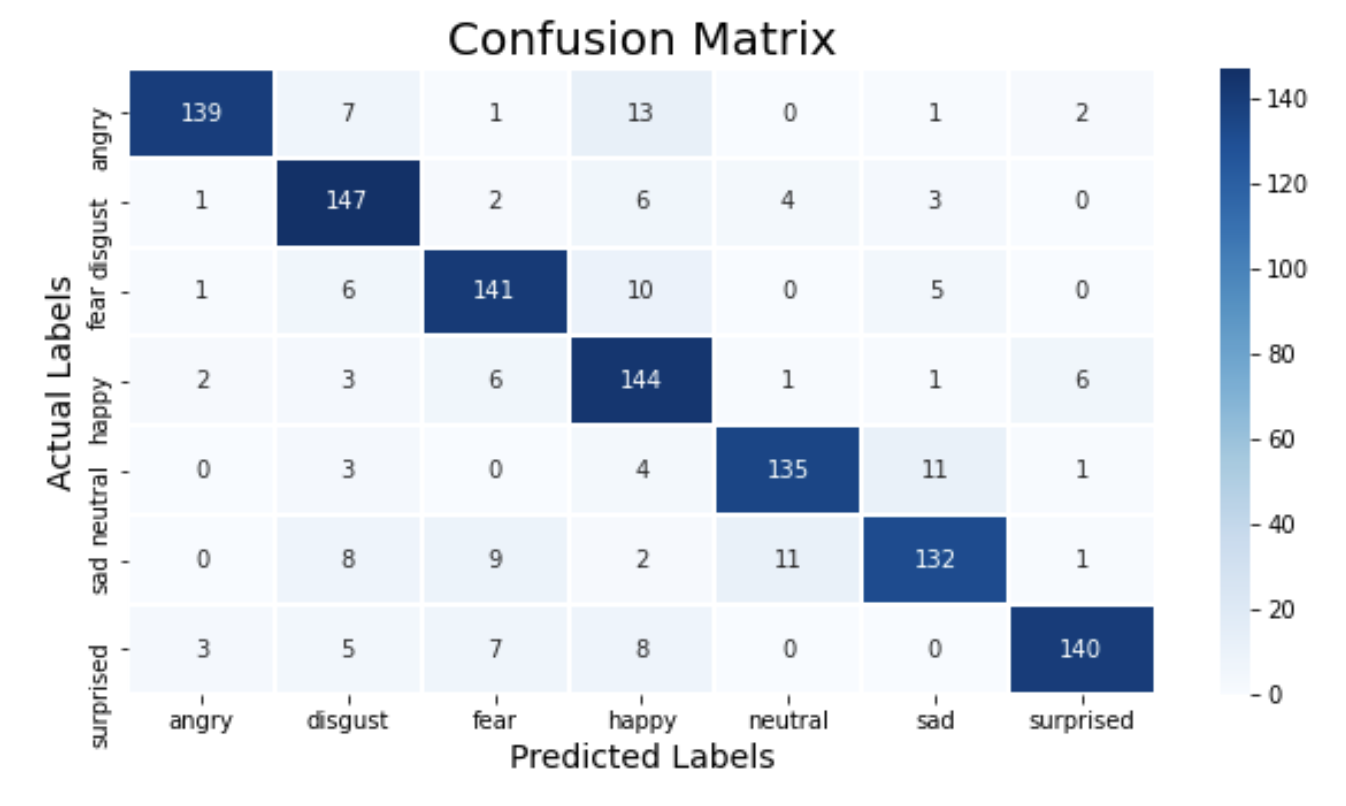 Confusion Matrix
Actual Labels
angry 139 7 1 13 0 1 2
disgust 1 147 2 6 4 3 0
fear 1 6 141 10 0 5 0
happy 2 3 6 144 1 1 6
neutral 0 3 0 4 135 11 1
sad 0 8 9 2 11 132 1
surprised 3 5 7 8 0 0 140
angry disgust fear happy neutral sad surprised
Predicted Labels
140
120
100
80
60
40
20
0